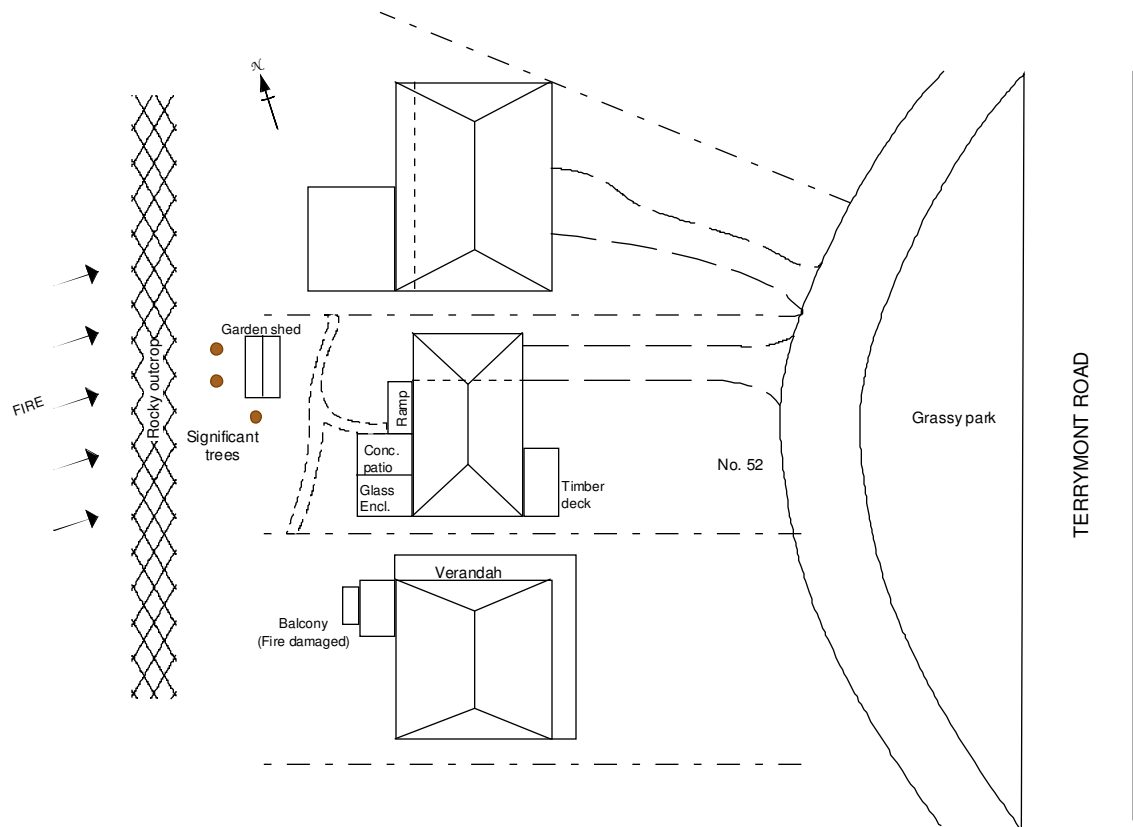 N
Garden shed
Rocky outcrop
FIRE
Ramp
Significant
trees
Conc.
patio
Glass
Encl.
Timber
deck
No. 52
Grassy park
TERRYMONT ROAD
Verandah
Balcony
(Fire damaged)